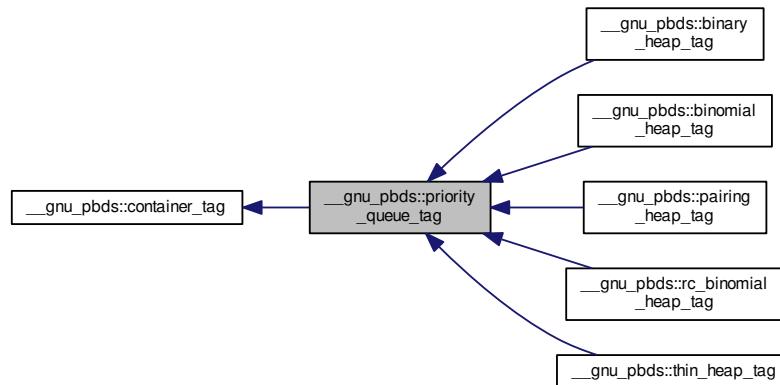 __gnu_pbds::binary
_heap_tag
__gnu_pbds::binomial
_heap_tag
__gnu_pbds::container_tag
__gnu_pbds::priority
_queue_tag
__gnu_pbds::pairing
_heap_tag
__gnu_pbds::rc_binomial
_heap_tag
__gnu_pbds::thin_heap_tag